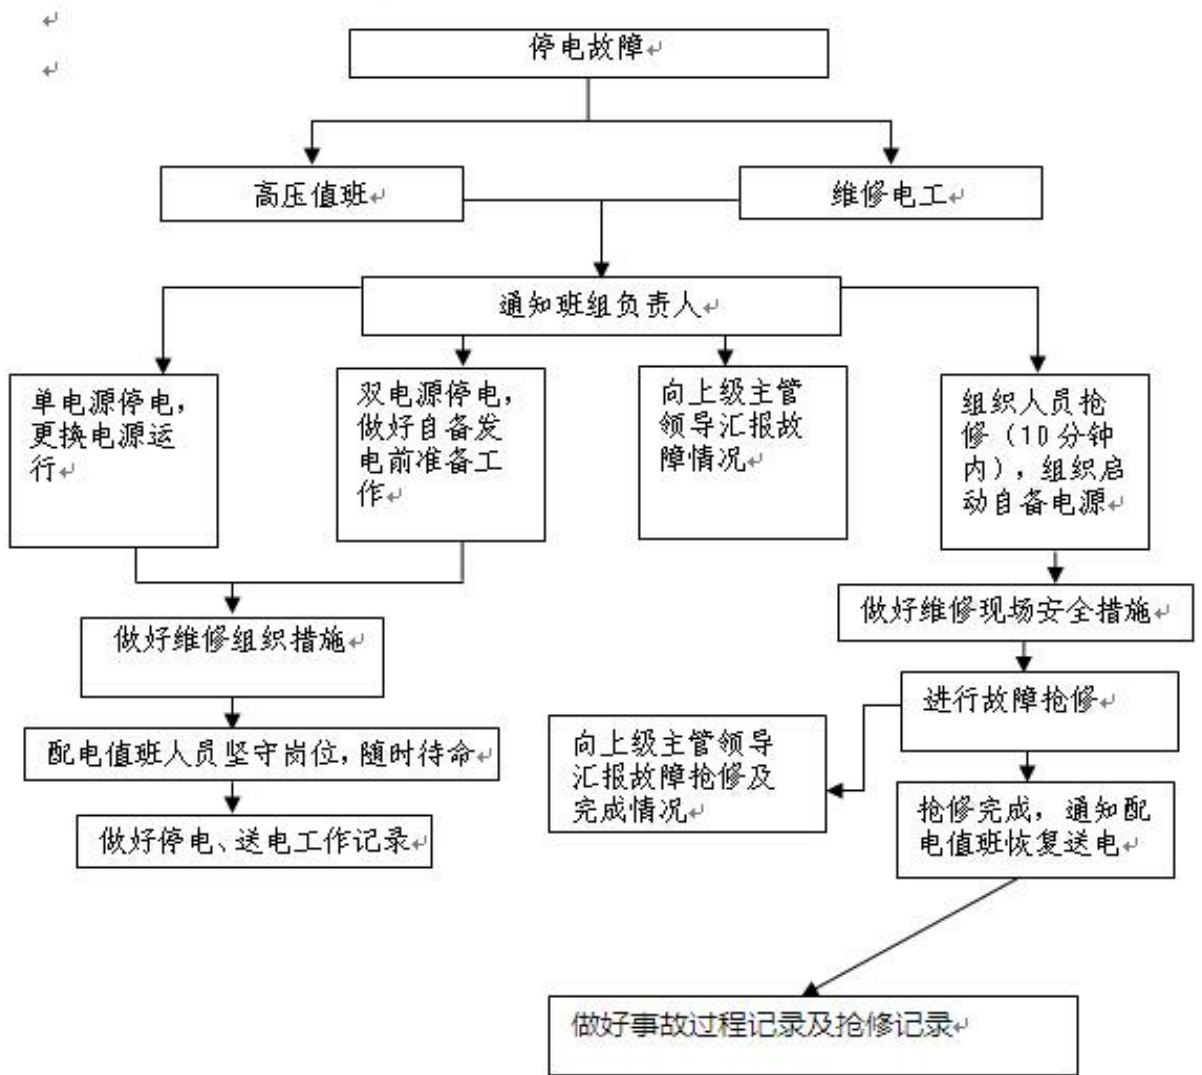 停电故障
高压值班
维修电工
通知班组负责人
单电源停电，
更换电源运
行
双电源停电，
做好自备发
电前准备工
作
向上级主管
领导汇报故
障情况
组织人员抢
修（10分钟
内），组织启
动自备电源
做好维修组织措施
配电值班人员坚守岗位，随时待命
做好停电、送电工作记录
做好维修现场安全措施
进行故障抢修
向上级主管领导
汇报故障抢修及
完成情况
抢修完成，通知配
电值班恢复送电
做好事故过程记录及抢修记录